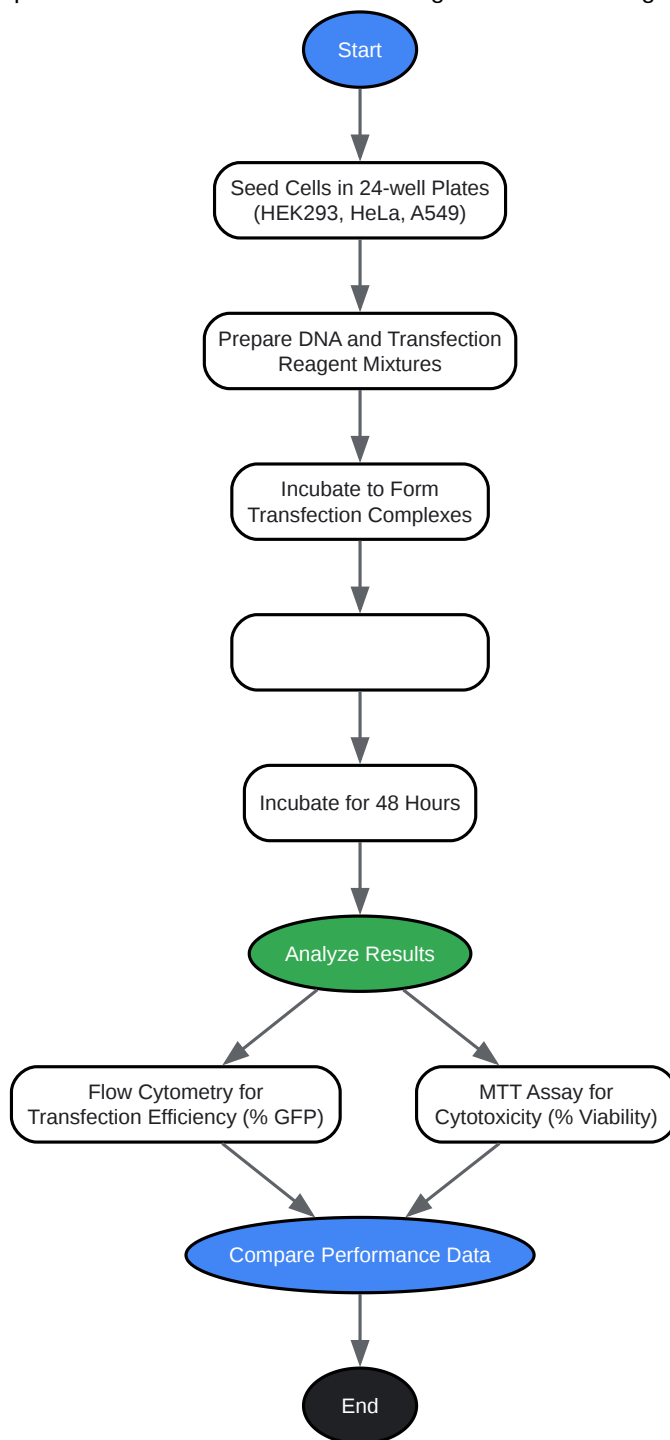 Start
Seed Cells in 24-well Plates
(HEK293, HeLa, A549)
Prepare DNA and Transfection
Reagent Mixtures
Incubate to Form
Transfection Complexes
Incubate for 48 Hours
Analyze Results
Flow Cytometry for
Transfection Efficiency (% GFP)
MTT Assay for
Cytotoxicity (% Viability)
Compare Performance Data
End